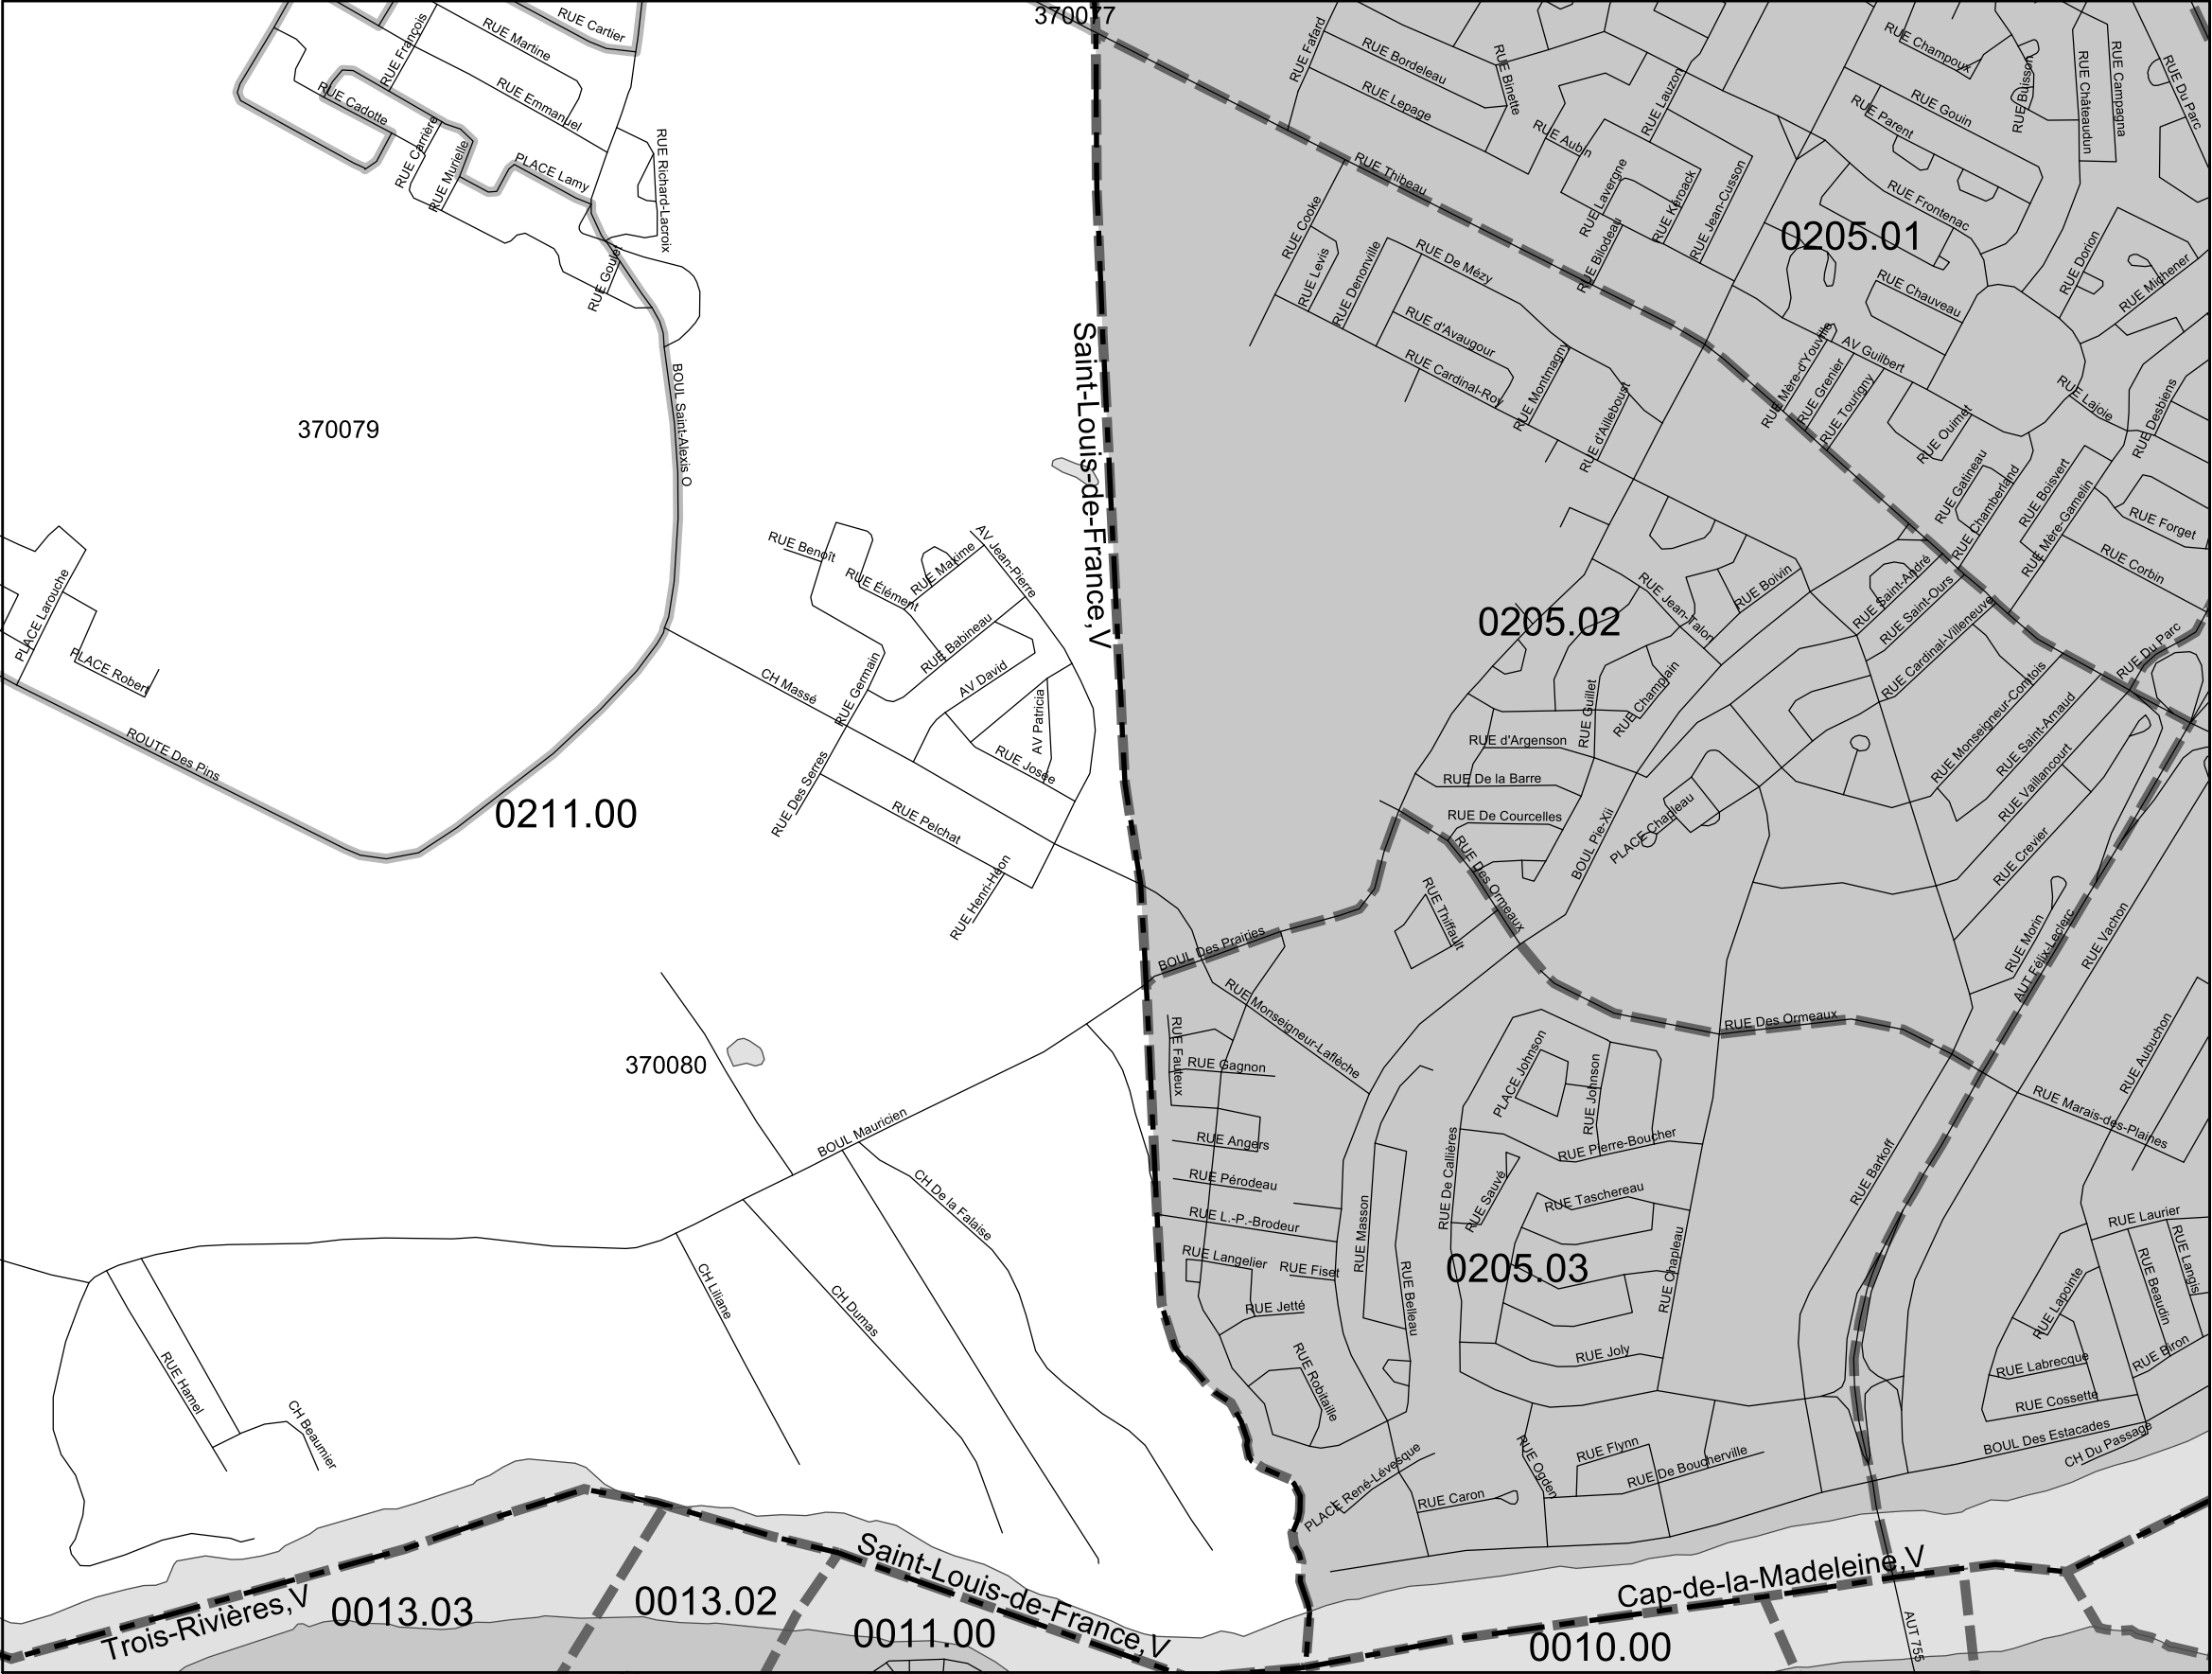 370077
RUE Cartier
RUE François
RUE Martine
RUE Emmanuel
RUE Cadotte
RUE Carrière
RUE Murielle
PLACE Lamy
RUE Richard-Lacroix
RUE Goulet
BOUL Saint-Alexis O
370079
PLACE Larouche
PLACE Robert
ROUTE Des Pins
0211.00
RUE Benoît
RUE Élément
RUE Maxime
AV Jean-Pierre
RUE Babineau
AV David
AV Patricia
RUE Josée
CH Massé
RUE Germain
RUE Des Serres
RUE Pelchat
RUE Henri-Héon
Saint-Louis-de-France,V
370080
BOUL Mauricien
CH De la Falaise
CH Liliane
CH Dumas
RUE Hamel
CH Beaumier
RUE Fafard
RUE Bordeleau
RUE Lepage
RUE Binette
RUE Aubin
RUE Lauzon
RUE Thibeau
RUE Lavergne
RUE Kéroack
RUE Jean-Cusson
RUE Bilodeau
RUE Champoux
RUE Buisson
RUE Châteaudun
RUE Campagna
RUE Du Parc
RUE Gouin
RUE Parent
RUE Frontenac
0205.01
RUE Dorion
RUE Michener
RUE Chauveau
AV Guilbert
RUE Mère-d'Youville
RUE Grenier
RUE Tourigny
RUE Ouimet
RUE Lajoie
RUE Desbiens
RUE Gatineau
RUE Chamberland
RUE Boisvert
RUE Mère-Gamelin
RUE Forget
RUE Corbin
RUE Cooke
RUE Levis
RUE Denonville
RUE De Mézy
RUE d'Avaugour
RUE Cardinal-Roy
RUE Montmagny
RUE d'Ailleboust
0205.02
RUE Jean-Talon
RUE Boivin
RUE Saint-André
RUE Saint-Ours
RUE Cardinal-Villeneuve
RUE Du Parc
RUE Monseigneur-Comtois
RUE Saint-Arnaud
RUE Vaillancourt
RUE Crevier
RUE Guillet
RUE Champlain
RUE d'Argenson
RUE De la Barre
RUE De Courcelles
BOUL Pie-Xii
PLACE Chapleau
RUE Des Ormeaux
RUE Thiffault
BOUL Des Prairies
RUE Monseigneur-Laflèche
RUE Morin
AUT Félix-Leclerc
RUE Vachon
RUE Des Ormeaux
RUE Aubuchon
RUE Marais-des-Plaines
RUE Fauteux
RUE Gagnon
RUE Angers
RUE Pérodeau
RUE L.-P.-Brodeur
RUE Langelier
RUE Fiset
RUE Jetté
RUE Robitaille
RUE Masson
RUE Belleau
PLACE Johnson
RUE Johnson
RUE Pierre-Boucher
RUE De Callières
RUE Sauvé
RUE Taschereau
0205.03
RUE Chapleau
RUE Joly
RUE Barkoff
RUE Laurier
RUE Langis
RUE Beaudin
RUE Lapointe
RUE Biron
RUE Labrecque
RUE Cossette
BOUL Des Estacades
CH Du Passage
PLACE René-Lévesque
RUE Caron
RUE Ogden
RUE Flynn
RUE De Boucherville
Trois-Rivières,V
0013.03
0013.02
Saint-Louis-de-France,V
0011.00
Cap-de-la-Madeleine,V
0010.00
AUT 755